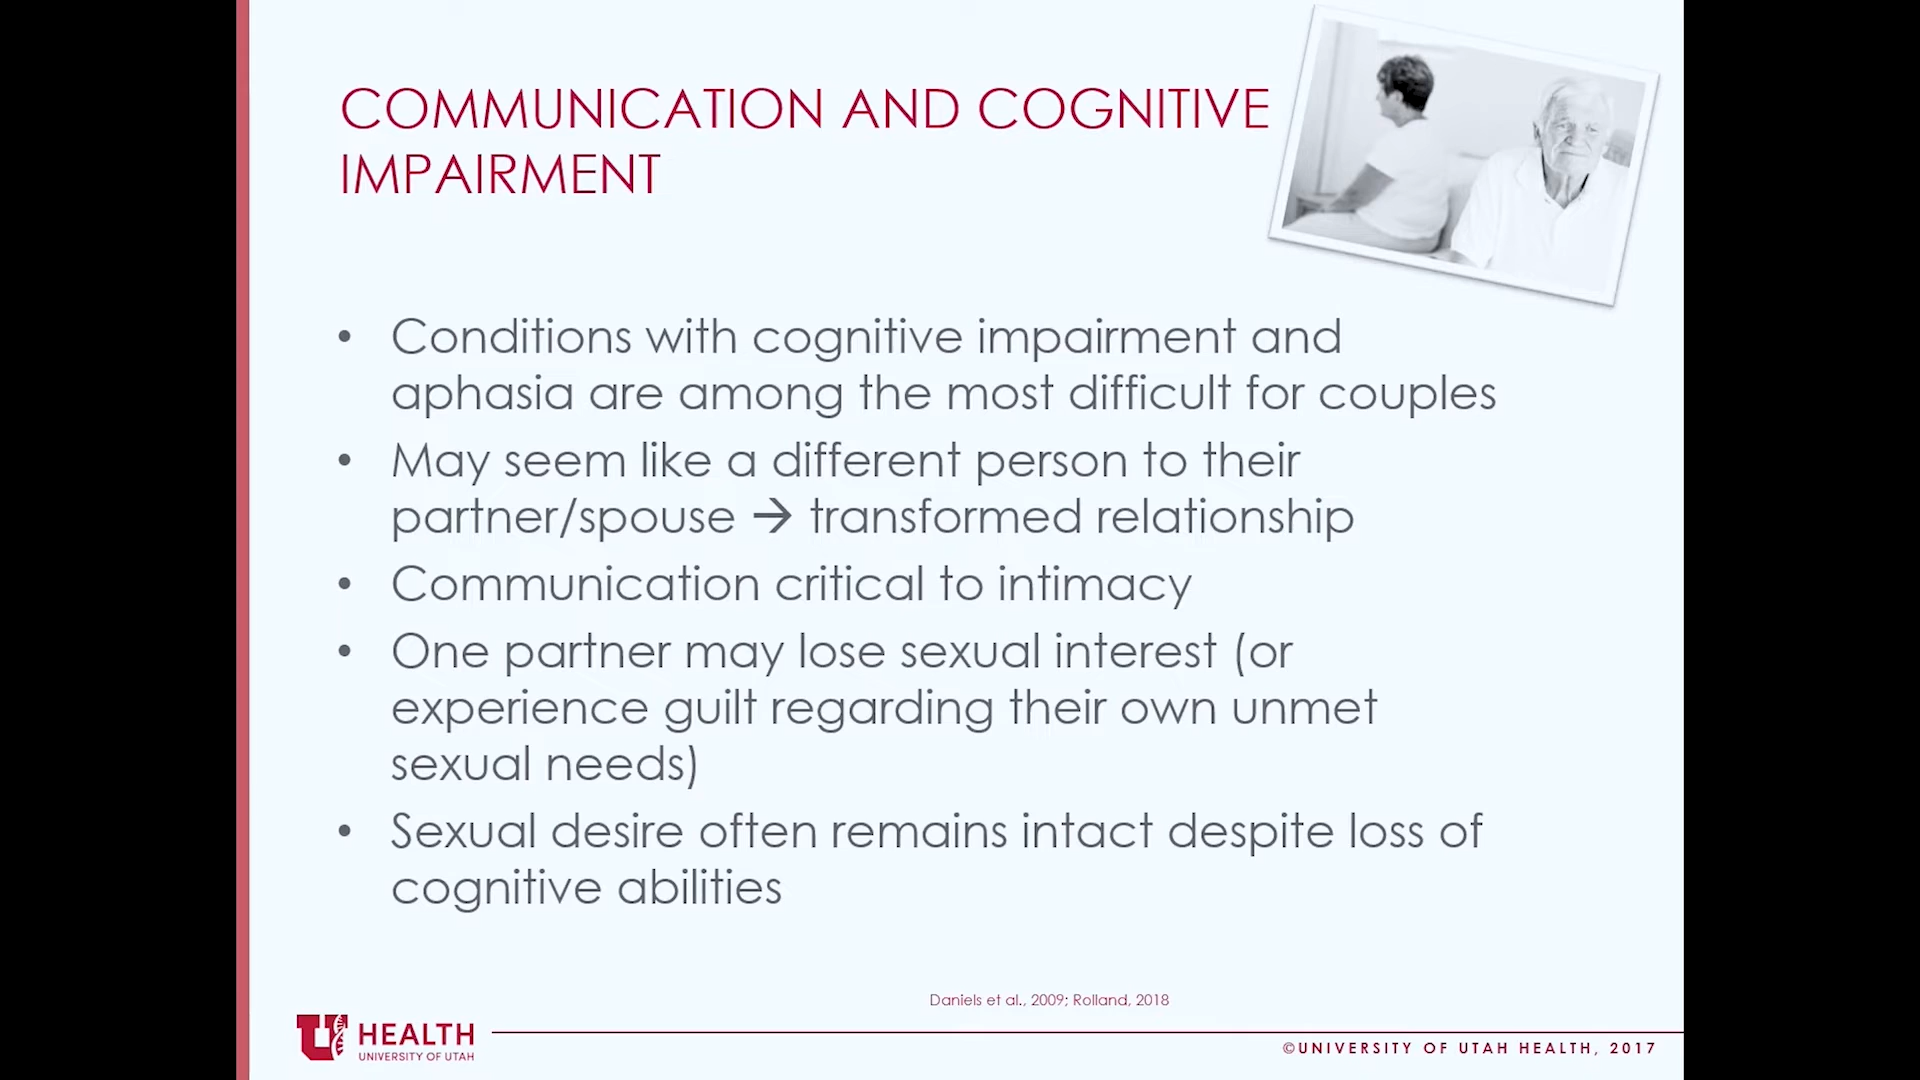 COMMUNICATION AND COGNITIVE
IMPAIRMENT
• Conditions with cognitive impairment and
aphasia are among the most difficult for couples
• May seem like a different person to their
partner/spouse → transformed relationship
• Communication critical to intimacy
• One partner may lose sexual interest (or
experience guilt regarding their own unmet
sexual needs)
• Sexual desire often remains intact despite loss of
cognitive abilities
Daniels et al., 2009; Rolland, 2018
U HEALTH
UNIVERSITY OF UTAH
©UNIVERSITY OF UTAH HEALTH, 2017